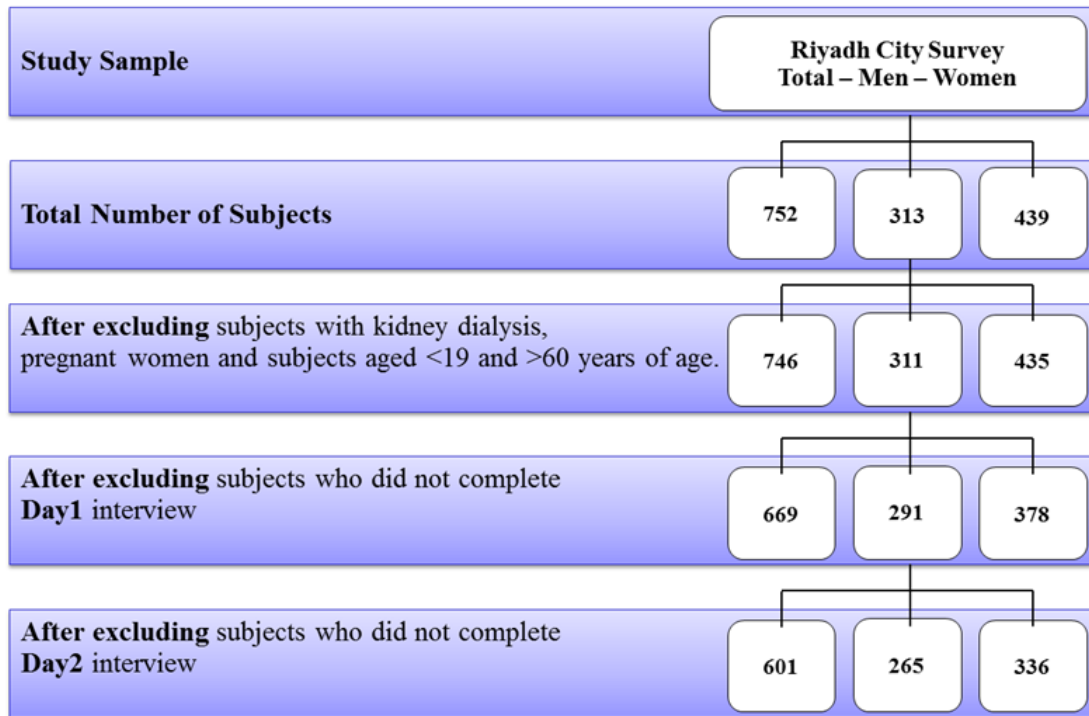 Study Sample
Riyadh City Survey
Total – Men – Women
Total Number of Subjects
752
313
439
After excluding subjects with kidney dialysis,
pregnant women and subjects aged <19 and >60 years of age.
746
311
435
After excluding subjects who did not complete
Day1 interview
669
291
378
After excluding subjects who did not complete
Day2 interview
601
265
336